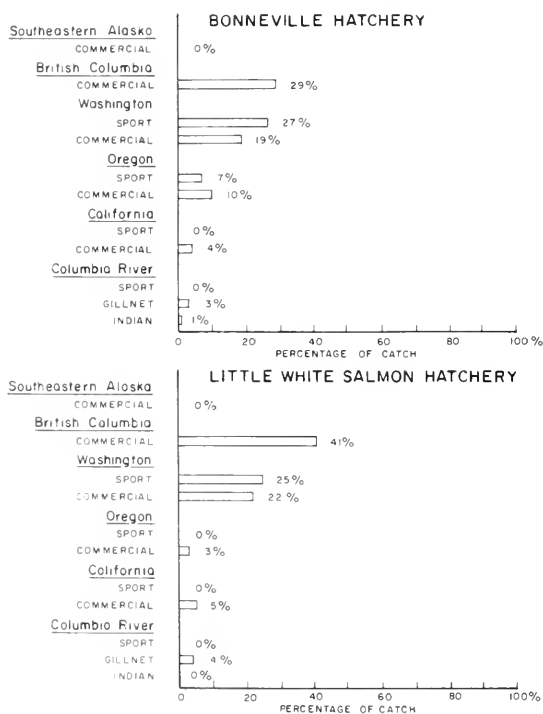 BONNEVILLE HATCHERY
Southeastern Alaska
COMMERCIAL 0%
British Columbia
COMMERCIAL 29%
Washington
SPORT 27%
COMMERCIAL 19%
Oregon
SPORT 7%
COMMERCIAL 10%
California
SPORT 0%
COMMERCIAL 4%
Columbia River
SPORT 0%
GILLNET 3%
INDIAN 1%
0 20 40 60 80 100%
PERCENTAGE OF CATCH
LITTLE WHITE SALMON HATCHERY
Southeastern Alaska
COMMERCIAL 0%
British Columbia
COMMERCIAL 41%
Washington
SPORT 25%
COMMERCIAL 22%
Oregon
SPORT 0%
COMMERCIAL 3%
California
SPORT 0%
COMMERCIAL 5%
Columbia River
SPORT 0%
GILLNET 4%
INDIAN 0%
0 20 40 60 80 100%
PERCENTAGE OF CATCH